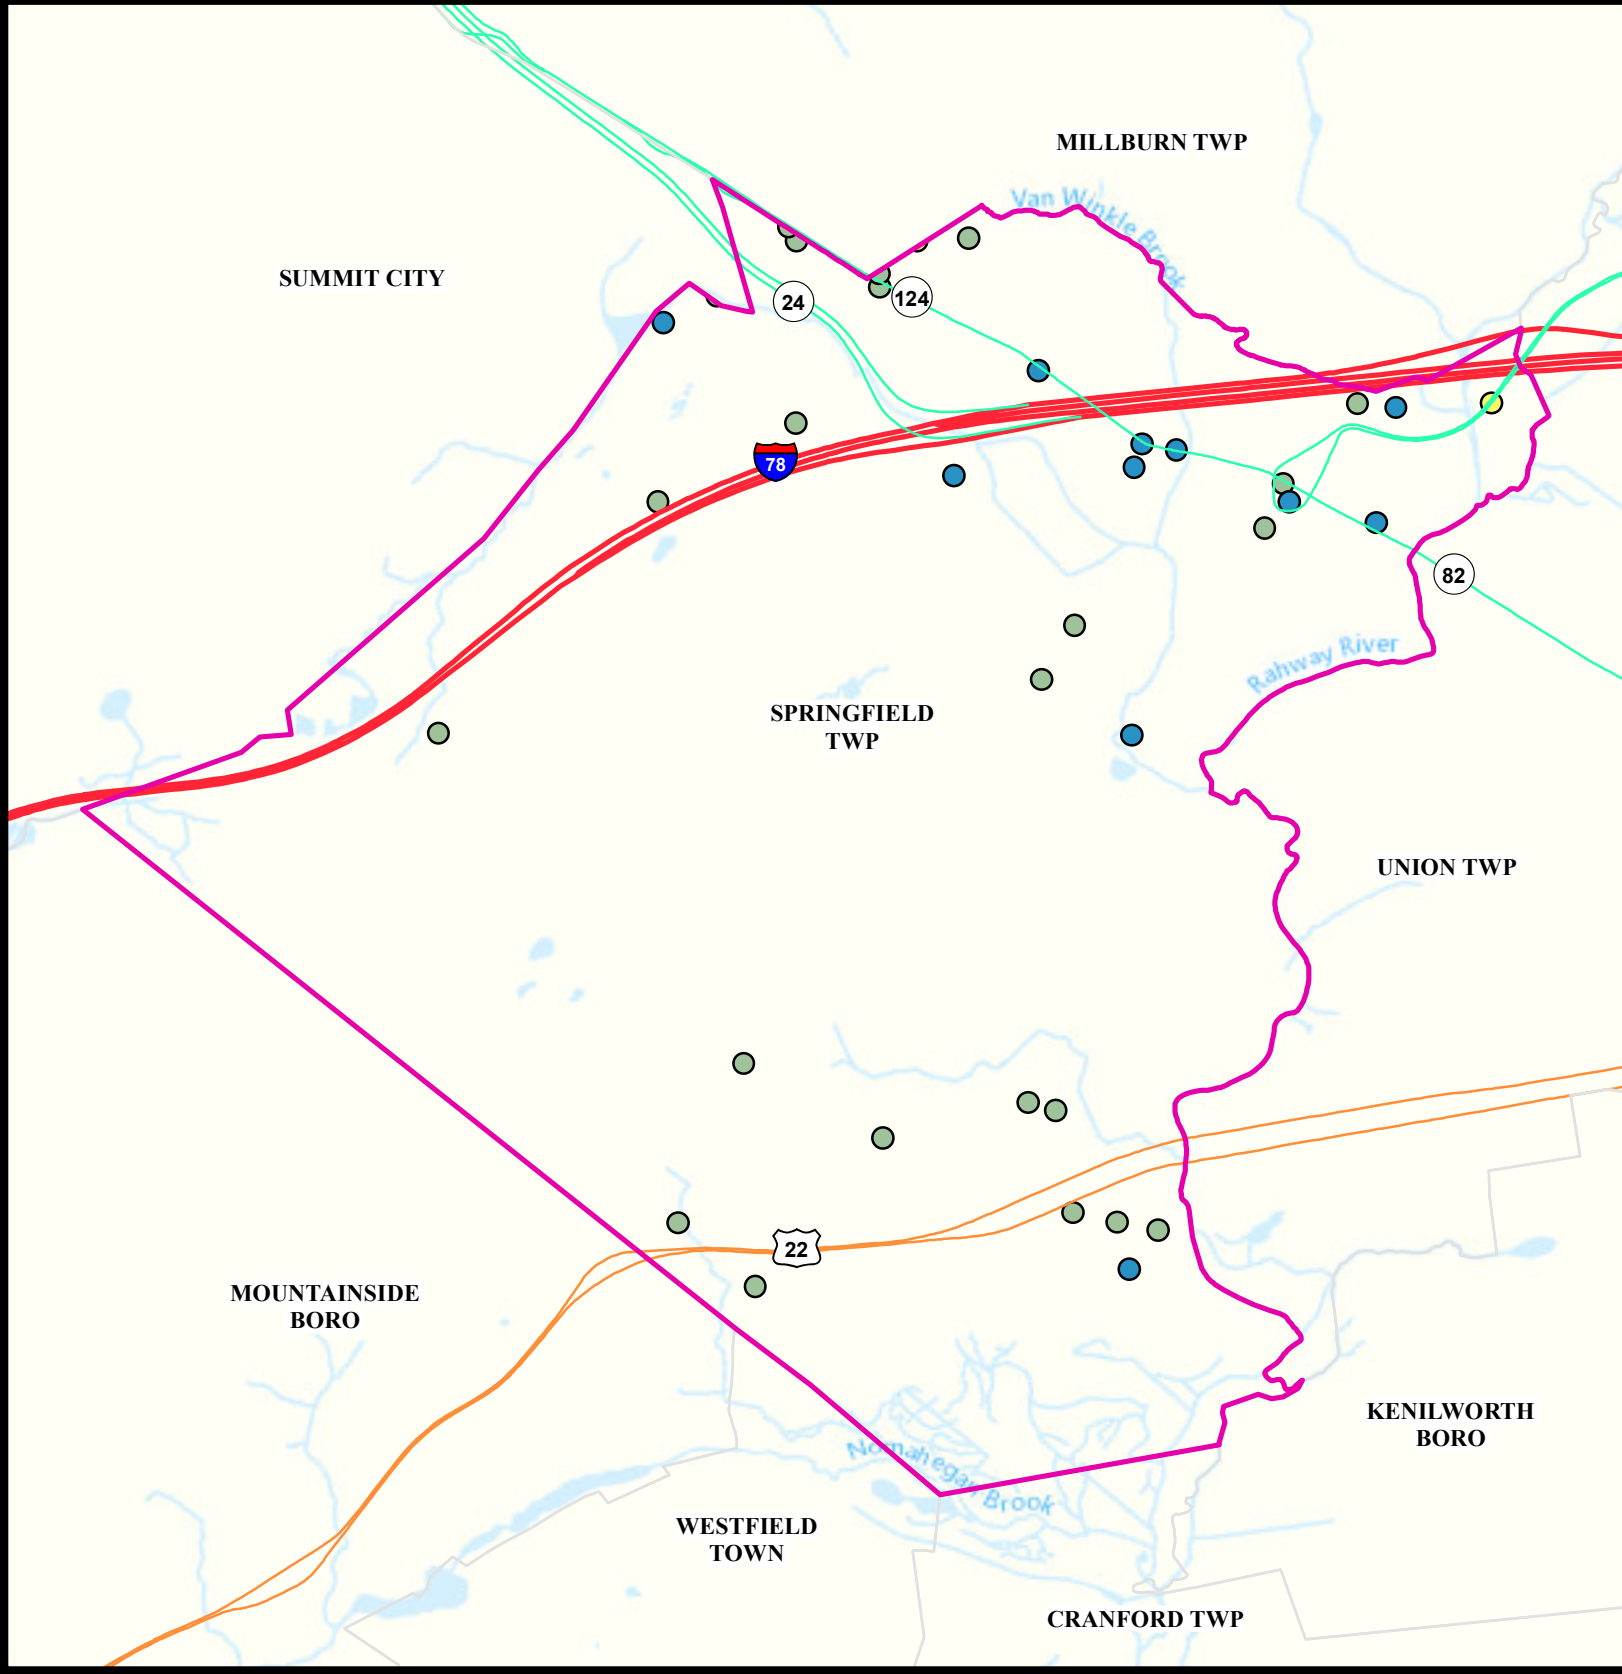 MILLBURN TWP
Van Winkle Brook
SUMMIT CITY
24
124
78
82
Rahway River
SPRINGFIELD
TWP
UNION TWP
22
MOUNTAINSIDE
BORO
KENILWORTH
BORO
Nomahegan Brook
WESTFIELD
TOWN
CRANFORD TWP